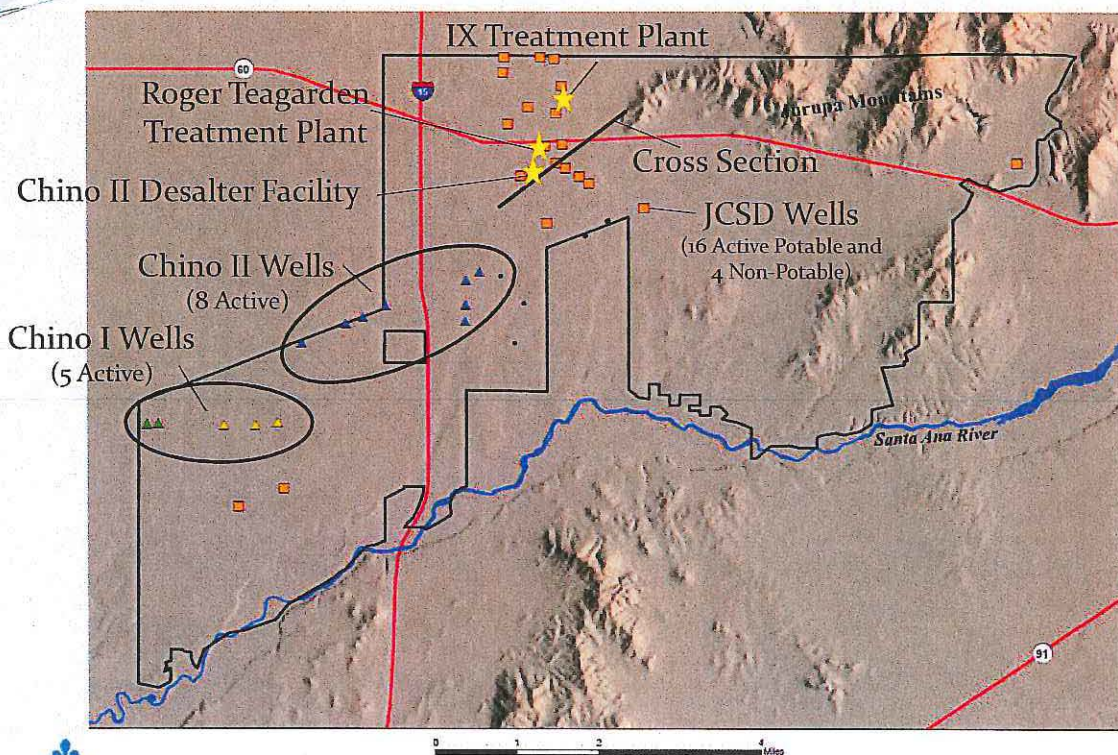 IX Treatment Plant
60
15
Roger Teagarden
Treatment Plant
Jurupa Mountains
Cross Section
Chino II Desalter Facility
JCSD Wells
(16 Active Potable and
4 Non-Potable)
Chino II Wells
(8 Active)
Chino I Wells
(5 Active)
Santa Ana River
91
0 1 2 4
Miles